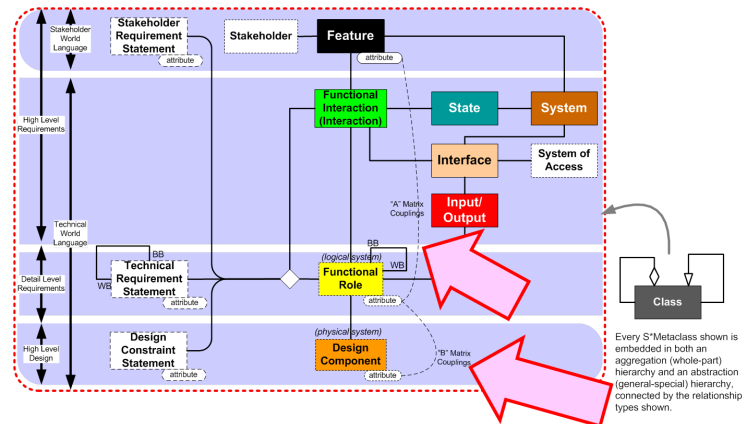 Stakeholder
World
Language
Stakeholder
Requirement
Statement
attribute
Stakeholder
Feature
attribute
High Level
Requirements
Technical
World
Language
Functional
Interaction
(Interaction)
State
System
Interface
System of
Access
"A" Matrix
Couplings
Input/
Output
Detail Level
Requirements
BB
WB
Technical
Requirement
Statement
attribute
(logical system)
BB
WB
Functional
Role
attribute
High Level
Design
Design
Constraint
Statement
attribute
(physical system)
Design
Component
attribute
"B" Matrix
Couplings
Class
Every S*Metaclass shown is
embedded in both an
aggregation (whole-part)
hierarchy and an abstraction
(general-special) hierarchy,
connected by the relationship
types shown.